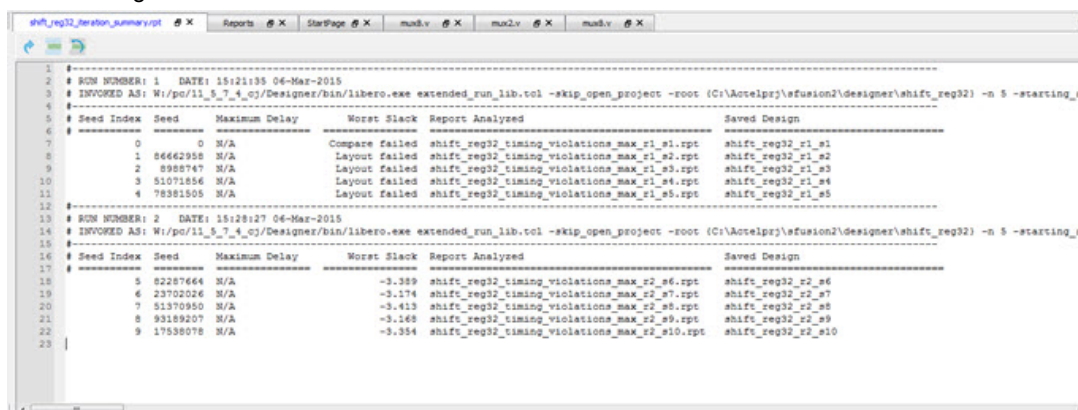 shift_reg32_iteration_summary.rpt Reports StartPage mux8.v mux2.v mux8.v
1 #--------------------
2 # RUN NUMBER: 1 DATE: 15:21:35 06-Mar-2015
3 # INVOKED AS: W:/pc/11_5_7_4_cj/Designer/bin/libero.exe extended_run_lib.tcl -skip_open_project -root {C:\Actelprj\sfusion2\designer\shift_reg32} -n 5 -starting_
4 #--------------------
5 # Seed Index Seed Maximum Delay Worst Slack Report Analyzed Saved Design
6 # ========== ======== ============= ============== ==================== ====================
7 0 0 N/A Compare failed shift_reg32_timing_violations_max_r1_s1.rpt shift_reg32_r1_s1
8 1 86662958 N/A Layout failed shift_reg32_timing_violations_max_r1_s2.rpt shift_reg32_r1_s2
9 2 8988747 N/A Layout failed shift_reg32_timing_violations_max_r1_s3.rpt shift_reg32_r1_s3
10 3 51071856 N/A Layout failed shift_reg32_timing_violations_max_r1_s4.rpt shift_reg32_r1_s4
11 4 78381505 N/A Layout failed shift_reg32_timing_violations_max_r1_s5.rpt shift_reg32_r1_s5
12 #--------------------
13 # RUN NUMBER: 2 DATE: 15:28:27 06-Mar-2015
14 # INVOKED AS: W:/pc/11_5_7_4_cj/Designer/bin/libero.exe extended_run_lib.tcl -skip_open_project -root {C:\Actelprj\sfusion2\designer\shift_reg32} -n 5 -starting_
15 #--------------------
16 # Seed Index Seed Maximum Delay Worst Slack Report Analyzed Saved Design
17 # ========== ======== ============= ============== ==================== ====================
18 5 82287664 N/A -3.389 shift_reg32_timing_violations_max_r2_s6.rpt shift_reg32_r2_s6
19 6 23702026 N/A -3.174 shift_reg32_timing_violations_max_r2_s7.rpt shift_reg32_r2_s7
20 7 51370950 N/A -3.413 shift_reg32_timing_violations_max_r2_s8.rpt shift_reg32_r2_s8
21 8 93189207 N/A -3.168 shift_reg32_timing_violations_max_r2_s9.rpt shift_reg32_r2_s9
22 9 17538078 N/A -3.354 shift_reg32_timing_violations_max_r2_s10.rpt shift_reg32_r2_s10
23